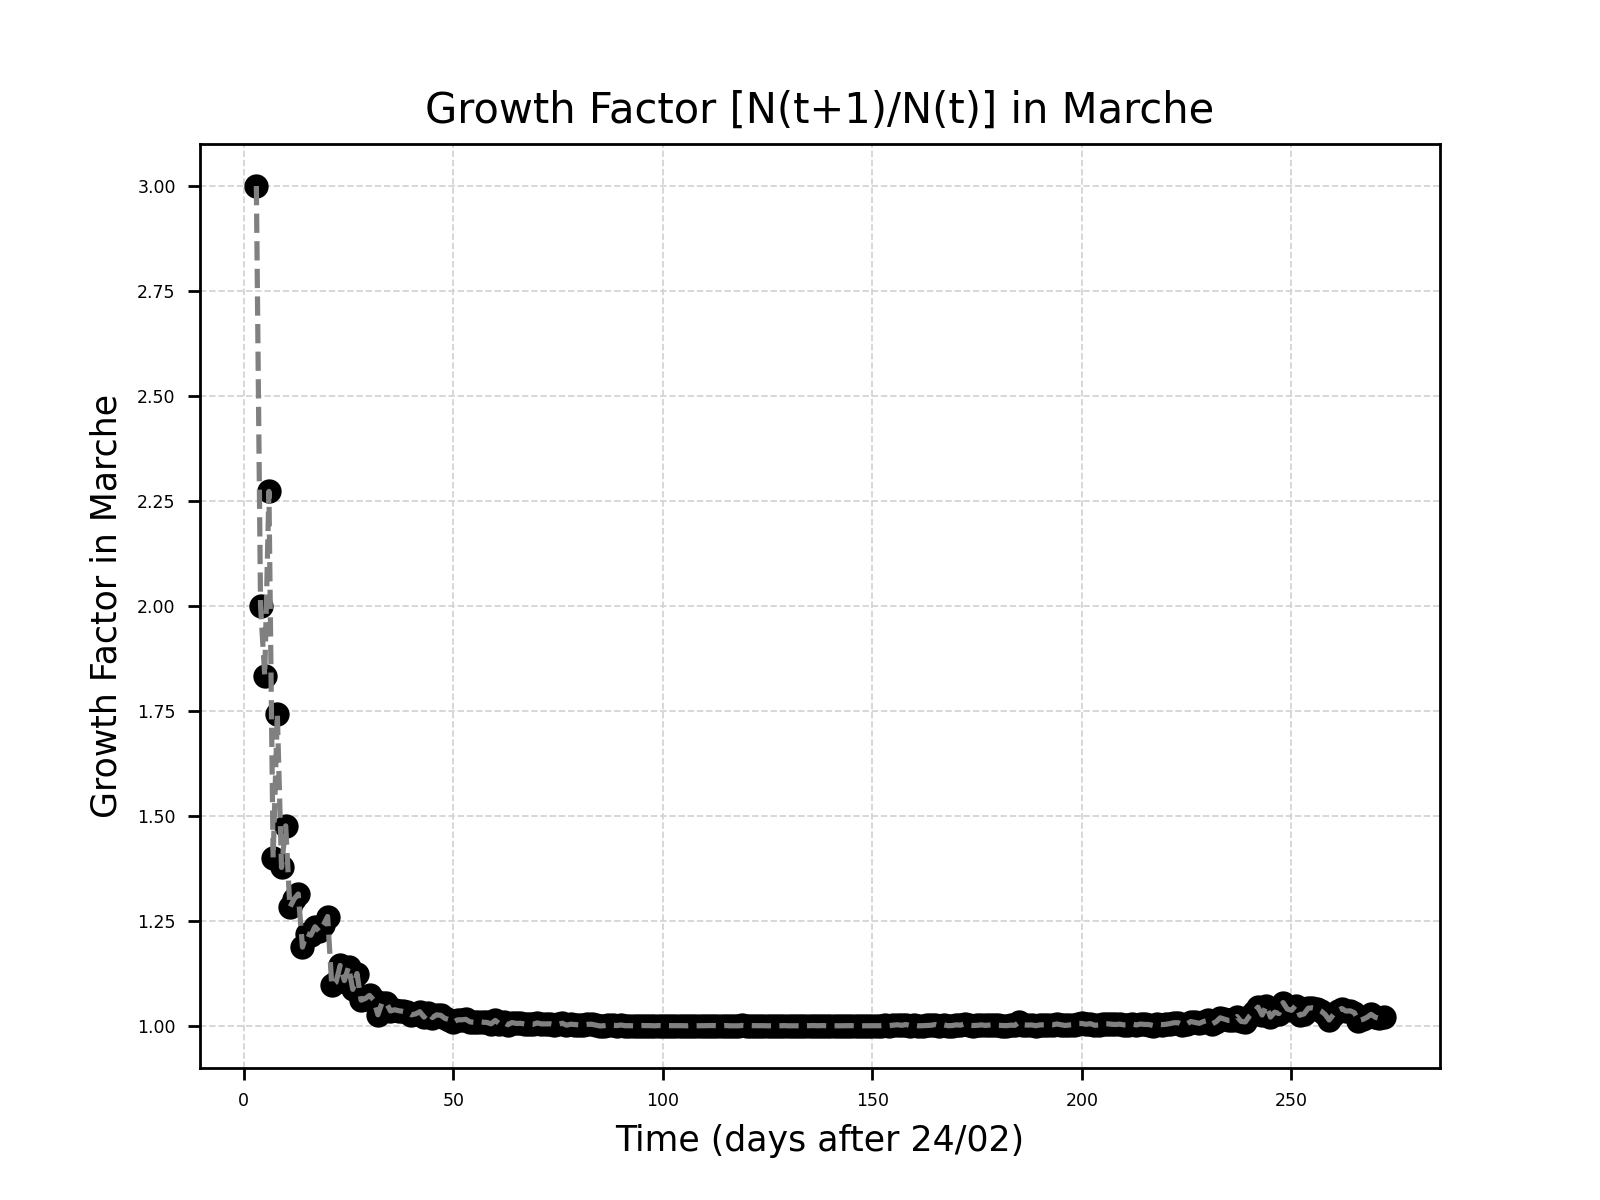 Growth Factor [N(t+1)/N(t)] in Marche
Growth Factor in Marche
3.00
2.75
2.50
2.25
2.00
1.75
1.50
1.25
1.00
0 50 100 150 200 250
Time (days after 24/02)